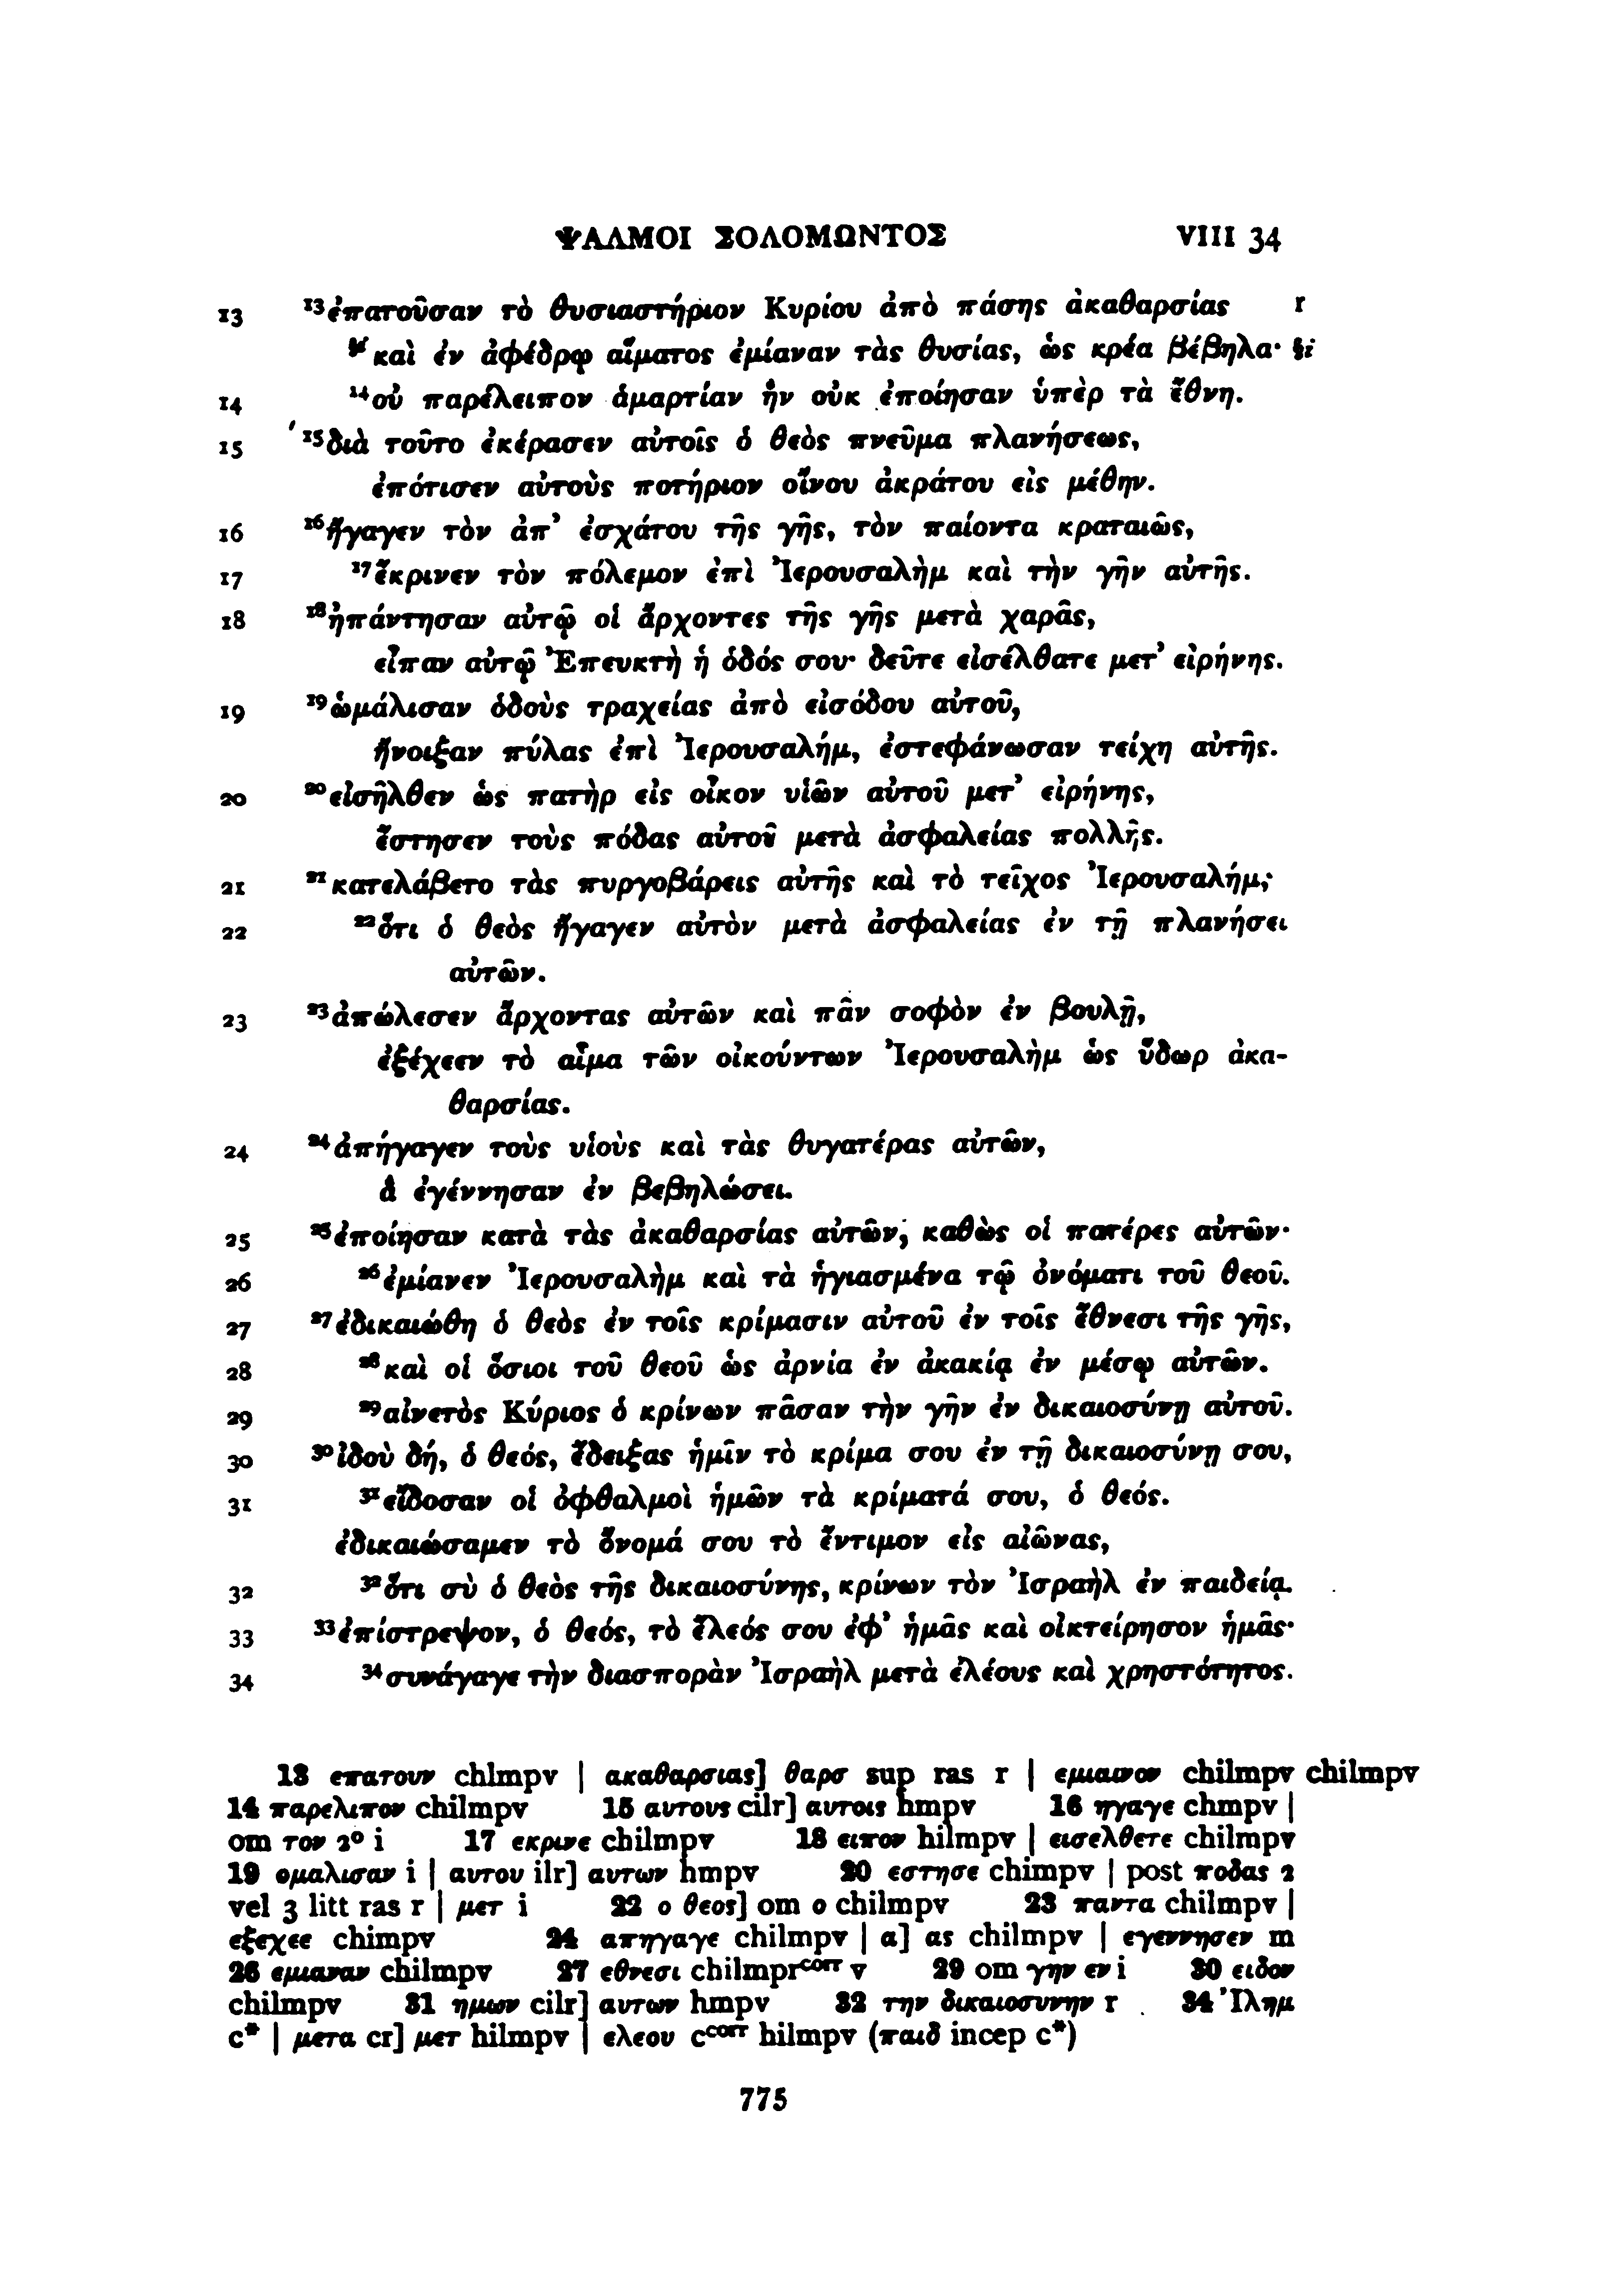 ΨΑΛΜΟΙ ΣΟΛΟΜΩΝΤΟΣ VIII 34
13 ¹³ἐπατοῦσαν τὸ θυσιαστήριον Κυρίου ἀπὸ πάσης ἀκαθαρσίας r
§ καὶ ἐν ἀφέδρῳ αἵματος ἐμίαναν τὰς θυσίας, ὡς κρέα βέβηλα· §i
14 ¹⁴οὐ παρέλειπον ἁμαρτίαν ἣν οὐκ ἐποίησαν ὑπὲρ τὰ ἔθνη.
15 ¹⁵διὰ τοῦτο ἐκέρασεν αὐτοῖς ὁ θεὸς πνεῦμα πλανήσεως,
ἐπότισεν αὐτοὺς ποτήριον οἴνου ἀκράτου εἰς μέθην.
16 ¹⁶ἤγαγεν τὸν ἀπ’ ἐσχάτου τῆς γῆς, τὸν παίοντα κραταιῶς,
17 ¹⁷ἔκρινεν τὸν πόλεμον ἐπὶ Ἰερουσαλὴμ καὶ τὴν γῆν αὐτῆς.
18 ¹⁸ἠπάντησαν αὐτῷ οἱ ἄρχοντες τῆς γῆς μετὰ χαρᾶς,
εἶπαν αὐτῷ Ἐπευκτὴ ἡ ὁδός σου· δεῦτε εἰσέλθατε μετ’ εἰρήνης.
19 ¹⁹ὡμάλισαν ὁδοὺς τραχείας ἀπὸ εἰσόδου αὐτοῦ,
ἤνοιξαν πύλας ἐπὶ Ἰερουσαλήμ, ἐστεφάνωσαν τείχη αὐτῆς.
20 ²⁰εἰσῆλθεν ὡς πατὴρ εἰς οἶκον υἱῶν αὐτοῦ μετ’ εἰρήνης,
ἔστησεν τοὺς πόδας αὐτοῦ μετὰ ἀσφαλείας πολλῆς.
21 ²¹κατελάβετο τὰς πυργοβάρεις αὐτῆς καὶ τὸ τεῖχος Ἰερουσαλήμ,
22 ²²ὅτι ὁ θεὸς ἤγαγεν αὐτὸν μετὰ ἀσφαλείας ἐν τῇ πλανήσει
αὐτῶν.
23 ²³ἀπώλεσεν ἄρχοντας αὐτῶν καὶ πᾶν σοφὸν ἐν βουλῇ,
ἐξέχεεν τὸ αἷμα τῶν οἰκούντων Ἰερουσαλὴμ ὡς ὕδωρ ἀκα-
θαρσίας.
24 ²⁴ἀπήγαγεν τοὺς υἱοὺς καὶ τὰς θυγατέρας αὐτῶν,
ἃ ἐγέννησαν ἐν βεβηλώσει.
25 ²⁵ἐποίησαν κατὰ τὰς ἀκαθαρσίας αὐτῶν, καθὼς οἱ πατέρες αὐτῶν·
26 ²⁶ἐμίανεν Ἰερουσαλὴμ καὶ τὰ ἡγιασμένα τῷ ὀνόματι τοῦ θεοῦ.
27 ²⁷ἐδικαιώθη ὁ θεὸς ἐν τοῖς κρίμασιν αὐτοῦ ἐν τοῖς ἔθνεσι τῆς γῆς,
28 ²⁸καὶ οἱ ὅσιοι τοῦ θεοῦ ὡς ἀρνία ἐν ἀκακίᾳ ἐν μέσῳ αὐτῶν.
29 ²⁹αἰνετὸς Κύριος ὁ κρίνων πᾶσαν τὴν γῆν ἐν δικαιοσύνῃ αὐτοῦ.
30 ³⁰ἰδοὺ δή, ὁ θεός, ἔδειξας ἡμῖν τὸ κρίμα σου ἐν τῇ δικαιοσύνῃ σου,
31 ³¹εἴδοσαν οἱ ὀφθαλμοὶ ἡμῶν τὰ κρίματά σου, ὁ θεός.
ἐδικαιώσαμεν τὸ ὄνομά σου τὸ ἔντιμον εἰς αἰῶνας,
32 ³²ὅτι σὺ ὁ θεὸς τῆς δικαιοσύνης, κρίνων τὸν Ἰσραὴλ ἐν παιδείᾳ.
33 ³³ἐπίστρεψον, ὁ θεός, τὸ ἔλεός σου ἐφ’ ἡμᾶς καὶ οἰκτείρησον ἡμᾶς·
34 ³⁴συνάγαγε τὴν διασπορὰν Ἰσραὴλ μετὰ ἐλέους καὶ χρηστότητος.
13 επατουν chlmpv | ακαθαρσιας] θαρσ sup ras r | εμιαινον chilmpv chilmpv
14 παρελιπον chilmpv 15 αυτους cilr] αυτοις hmpv 16 ηγαγε chmpv |
om τον 2⁰ i 17 εκρινε chilmpv 18 ειπον hilmpv | εισελθετε chilmpv
19 ομαλισαν i | αυτου ilr] αυτων hmpv 20 εστησε chimpv | post ποδας 2
vel 3 litt ras r | μετ i 22 ο θεος] om ο chilmpv 23 παντα chilmpv |
εξεχεε chimpv 24 απηγαγε chilmpv | α] ας chilmpv | εγεννησεν m
26 εμιαναν chilmpv 27 εθνεσι chilmprᶜᵒʳʳ v 29 om γην εν i 30 ειδον
chilmpv 31 ημων cilr] αυτων hmpv 32 την δικαιοσυνην r 34 Ἰλημ
c* | μετα cr] μετ hilmpv | ελεου cᶜᵒʳʳ hilmpv (παιδ incep c*)
775